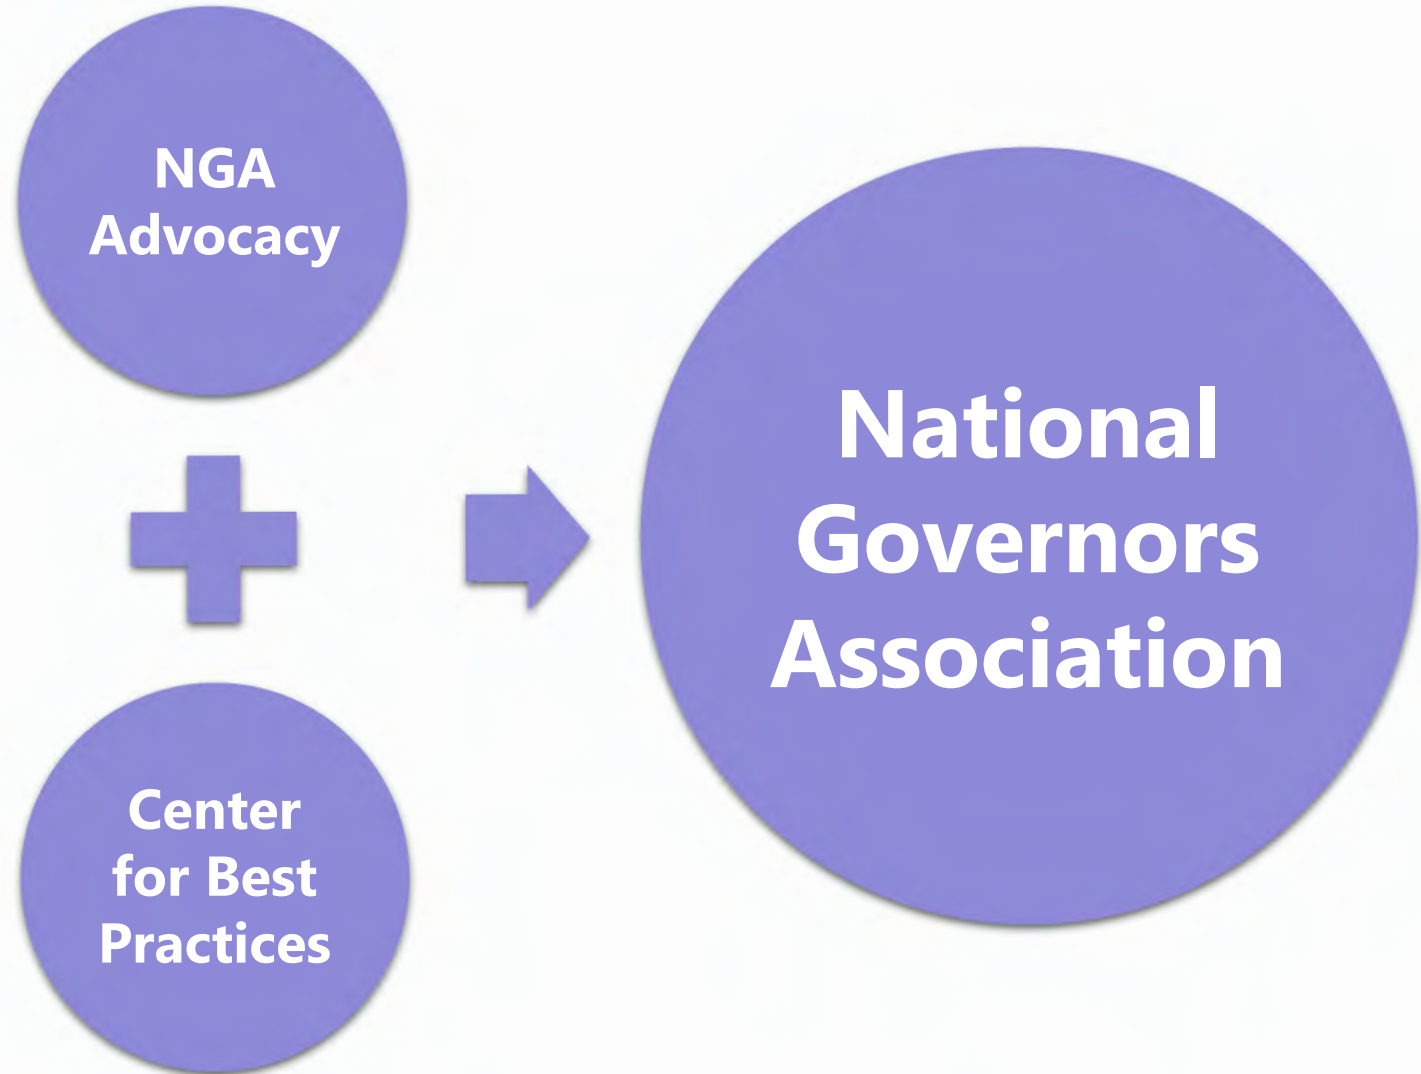 NGA
Advocacy
Center
for Best
Practices
National
Governors
Association